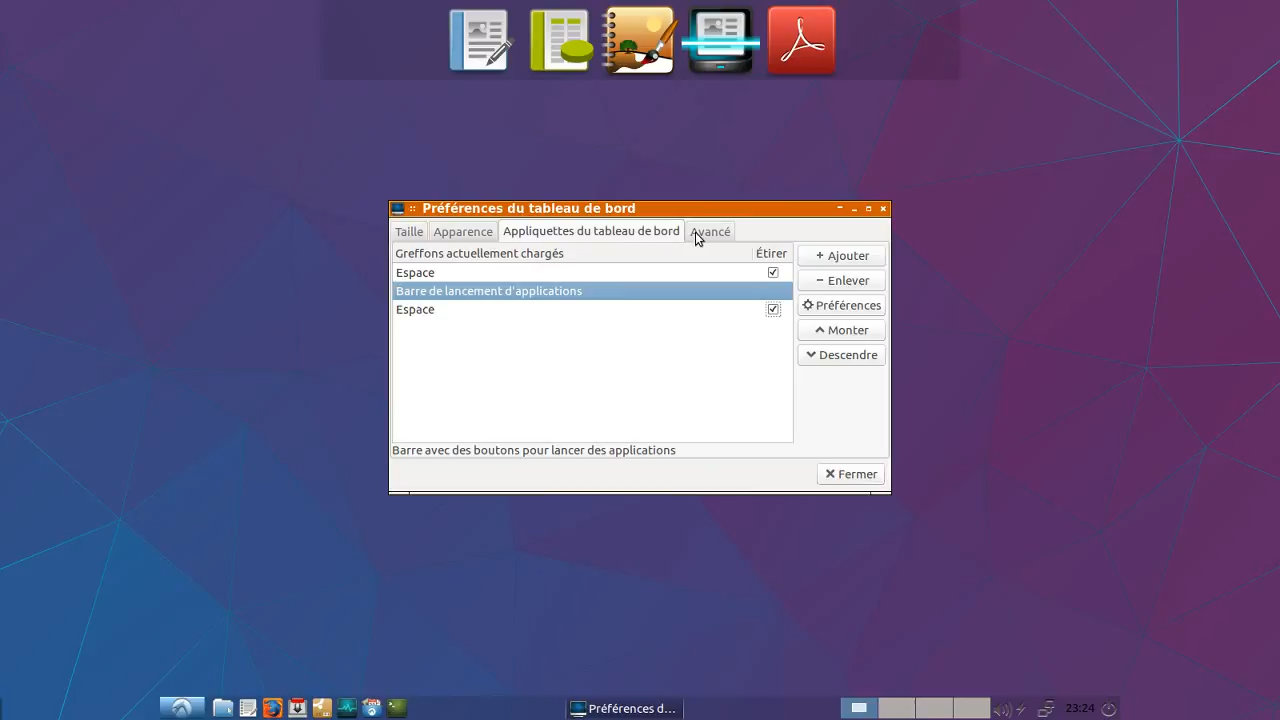 Préférences du tableau de bord
Taille Apparence Appliquettes du tableau de bord Avancé
Greffons actuellement chargés Étirer
Espace
Barre de lancement d'applications
Espace
Ajouter
Enlever
Préférences
Monter
Descendre
Barre avec des boutons pour lancer des applications
Fermer
Préférences d... 23:24